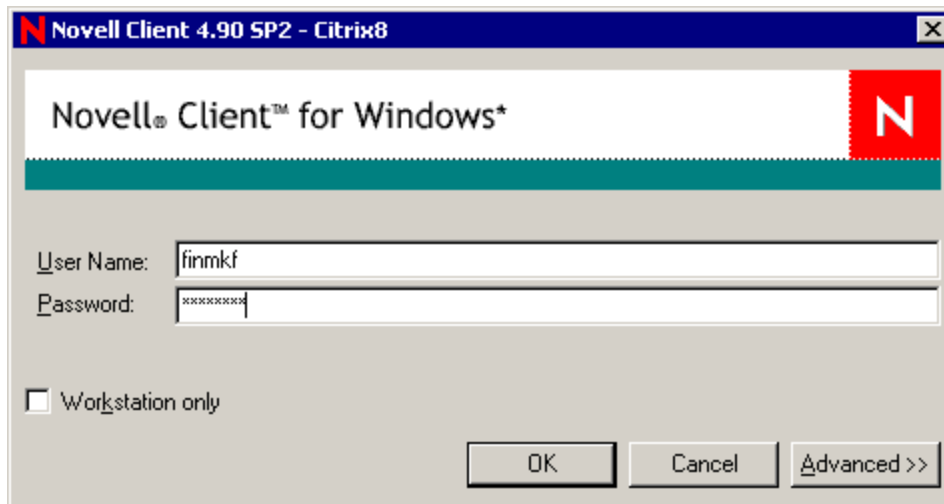 N Novell Client 4.90 SP2 - Citrix8
Novell® Client™ for Windows*
N
User Name: finmkf
Password: ********
Workstation only
OK Cancel Advanced >>